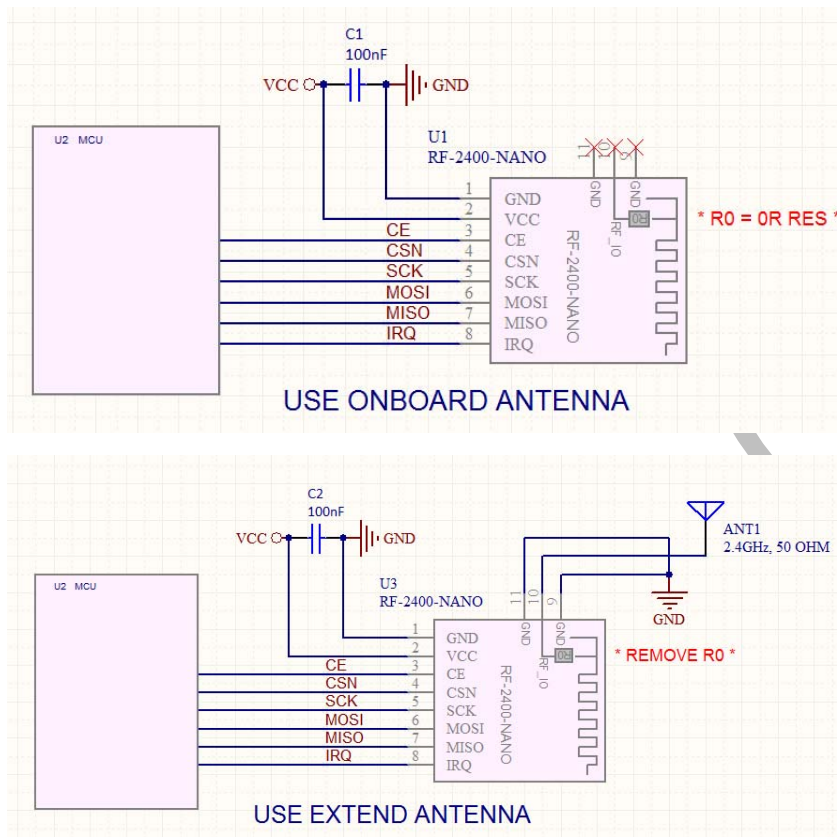 C1
100nF
VCC
GND
U1
RF-2400-NANO
11
10
9
U2 MCU
GND
RF_IO
GND
R0
* R0 = 0R RES *
1 GND
2 VCC
CE 3 CE
CSN 4 CSN
SCK 5 SCK
MOSI 6 MOSI
MISO 7 MISO
IRQ 8 IRQ
RF-2400-NANO
USE ONBOARD ANTENNA
C2
100nF
VCC
GND
ANT1
2.4GHz, 50 OHM
U2 MCU
U3
RF-2400-NANO
11
10
9
GND
GND
RF_IO
GND
R0
* REMOVE R0 *
1 GND
2 VCC
CE 3 CE
CSN 4 CSN
SCK 5 SCK
MOSI 6 MOSI
MISO 7 MISO
IRQ 8 IRQ
RF-2400-NANO
USE EXTEND ANTENNA